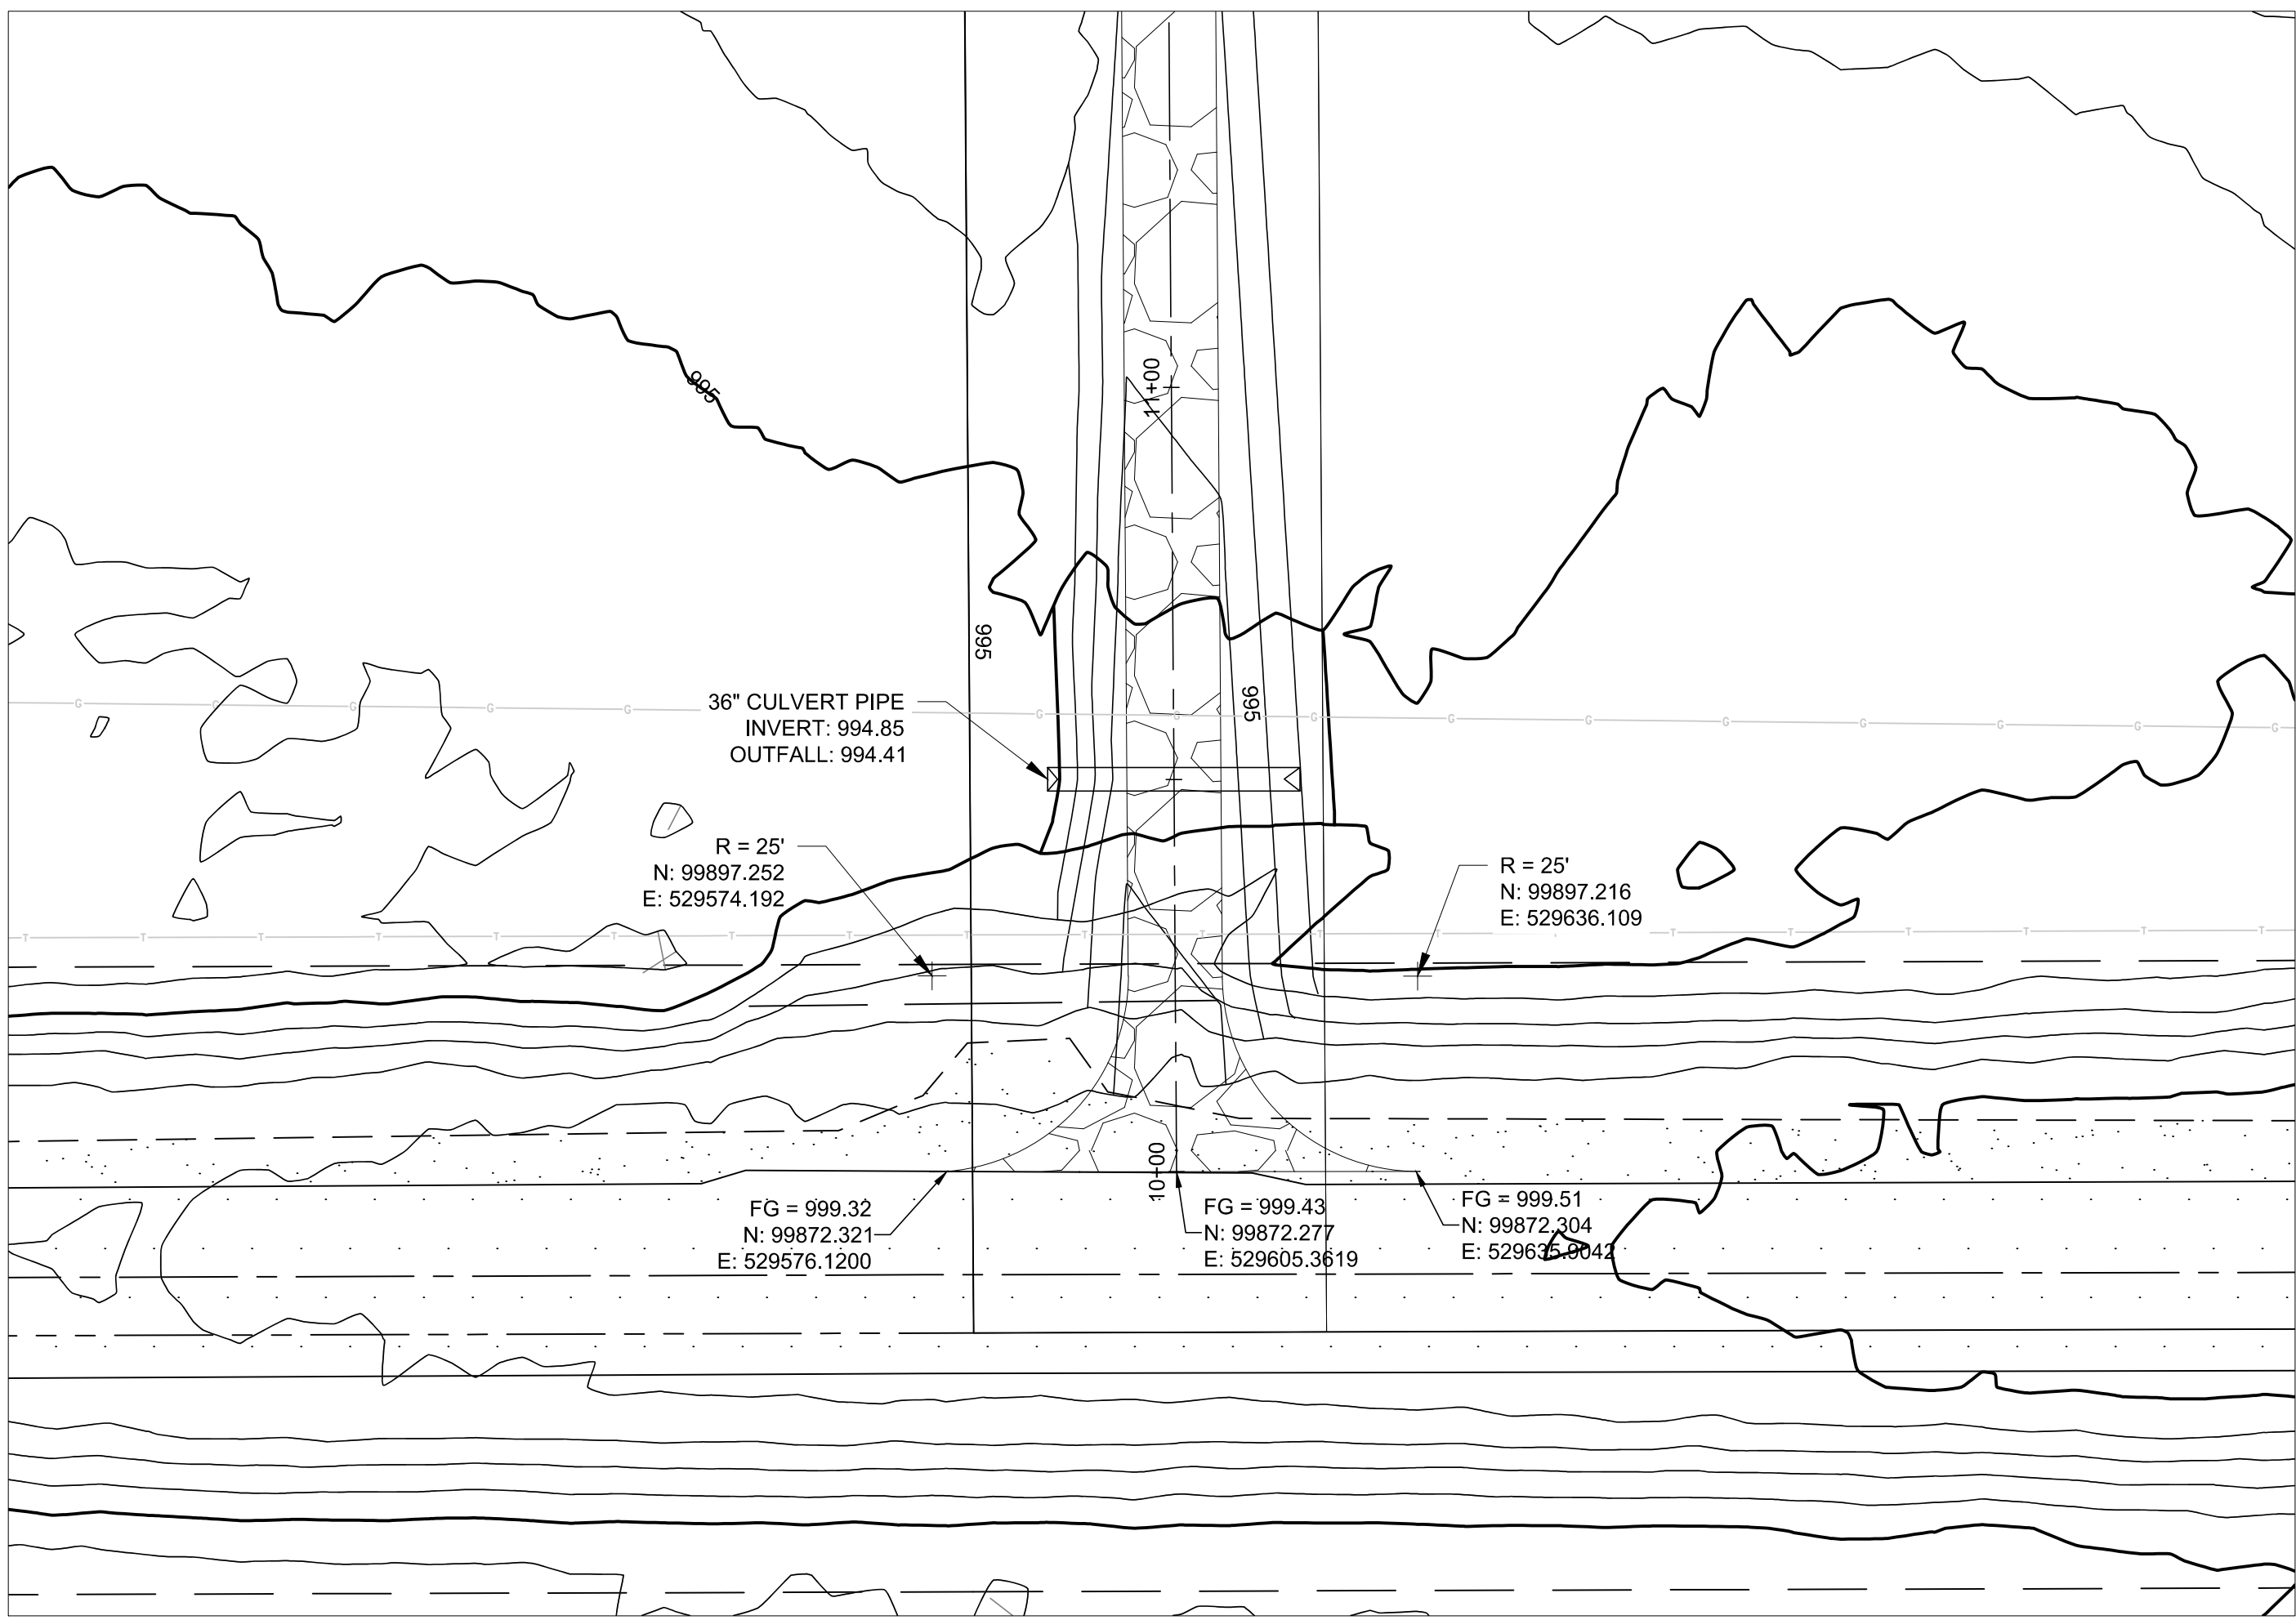 995
11+00
995
995
36" CULVERT PIPE
INVERT: 994.85
OUTFALL: 994.41
G G G G G G G G G G G G G G G G G
R = 25'
N: 99897.252
E: 529574.192
R = 25'
N: 99897.216
E: 529636.109
T T T T T T T T T T T T T T T T T T T
10+00
FG = 999.32
N: 99872.321
E: 529576.1200
FG = 999.43
N: 99872.277
E: 529605.3619
FG = 999.51
N: 99872.304
E: 529635.9042